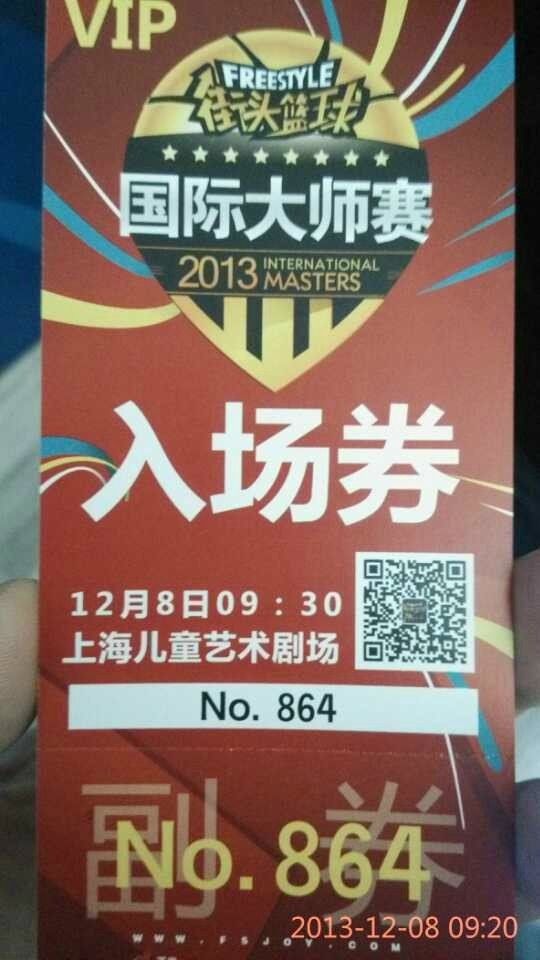 VIP
FREESTYLE
街头篮球
国际大师赛
2013 INTERNATIONAL MASTERS
入场券
12月8日09：30
上海儿童艺术剧场
No. 864
副券
No. 864
2013-12-08 09:20
WWW.FSJOY.COM